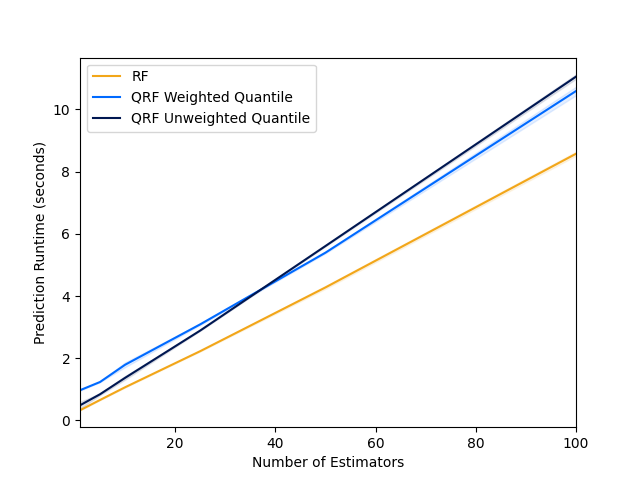 RF
QRF Weighted Quantile
QRF Unweighted Quantile
Prediction Runtime (seconds)
10
8
6
4
2
0
20 40 60 80 100
Number of Estimators